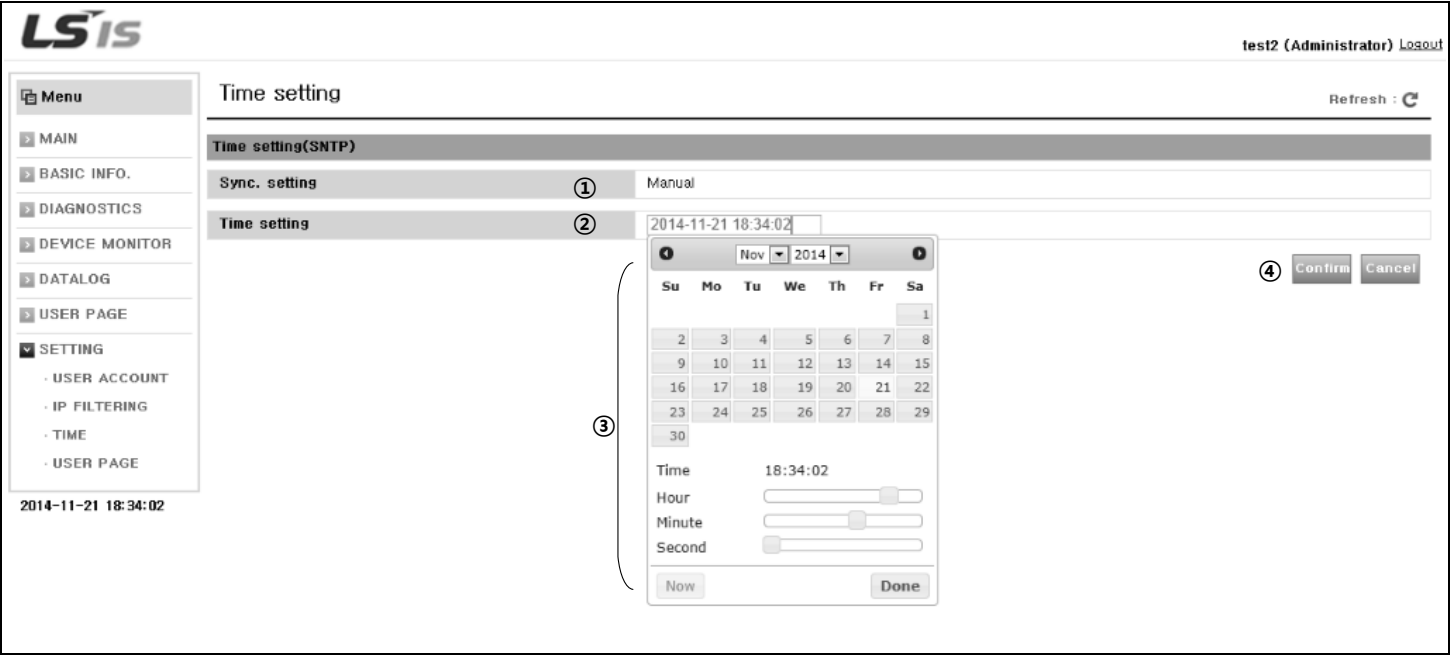 LSIS
test2 (Administrator) Logout
Menu
MAIN
BASIC INFO.
DIAGNOSTICS
DEVICE MONITOR
DATALOG
USER PAGE
SETTING
· USER ACCOUNT
· IP FILTERING
· TIME
· USER PAGE
2014-11-21 18:34:02
Time setting
Refresh :
Time setting(SNTP)
Sync. setting ① Manual
Time setting ② 2014-11-21 18:34:02
③
Nov 2014
Su Mo Tu We Th Fr Sa
1
2 3 4 5 6 7 8
9 10 11 12 13 14 15
16 17 18 19 20 21 22
23 24 25 26 27 28 29
30
Time 18:34:02
Hour
Minute
Second
Now Done
④ Confirm Cancel